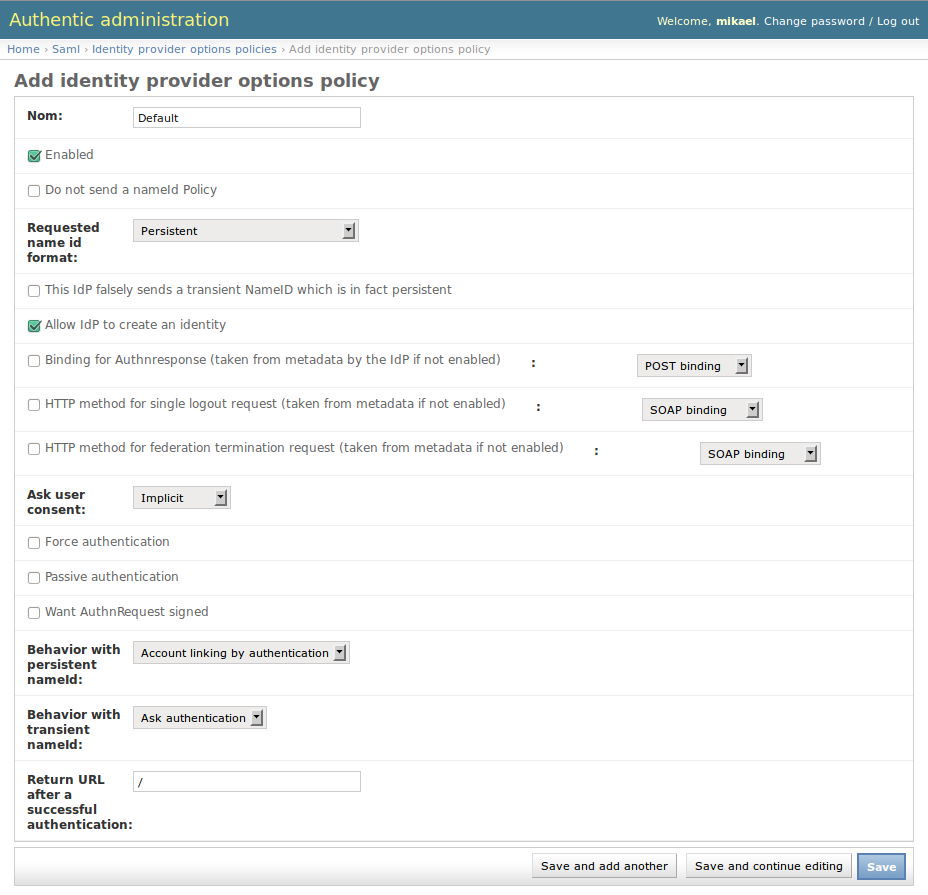 Authentic administration
Welcome, mikael. Change password / Log out
Home › Saml › Identity provider options policies › Add identity provider options policy
Add identity provider options policy
Nom:
Default
Enabled
Do not send a nameId Policy
Requested
name id
format:
Persistent
This IdP falsely sends a transient NameID which is in fact persistent
Allow IdP to create an identity
Binding for Authnresponse (taken from metadata by the IdP if not enabled) : POST binding
HTTP method for single logout request (taken from metadata if not enabled) : SOAP binding
HTTP method for federation termination request (taken from metadata if not enabled) : SOAP binding
Ask user
consent:
Implicit
Force authentication
Passive authentication
Want AuthnRequest signed
Behavior with
persistent
nameId:
Account linking by authentication
Behavior with
transient
nameId:
Ask authentication
Return URL
after a
successful
authentication:
/
Save and add another Save and continue editing Save